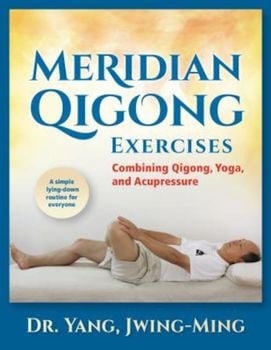 MERIDIAN
QIGONG
EXERCISES
Combining Qigong, Yoga,
and Acupressure
A simple
lying-down
routine for
everyone
DR. YANG, JWING-MING